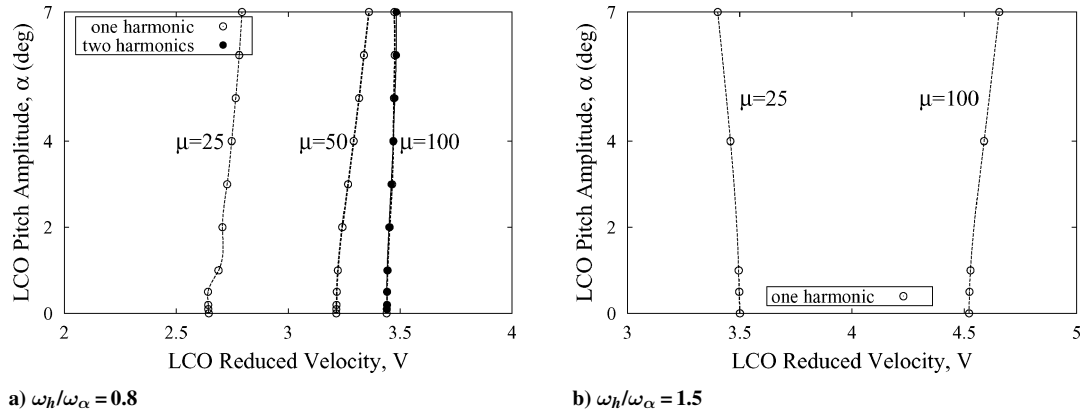 LCO Pitch Amplitude, α (deg)
7
4
2
0
one harmonic
two harmonics
μ=25
μ=50
μ=100
2
2.5
3
3.5
4
LCO Reduced Velocity, V
a) ωh/ωα = 0.8
LCO Pitch Amplitude, α (deg)
7
4
2
0
μ=25
μ=100
one harmonic
3
3.5
4
4.5
5
LCO Reduced Velocity, V
b) ωh/ωα = 1.5